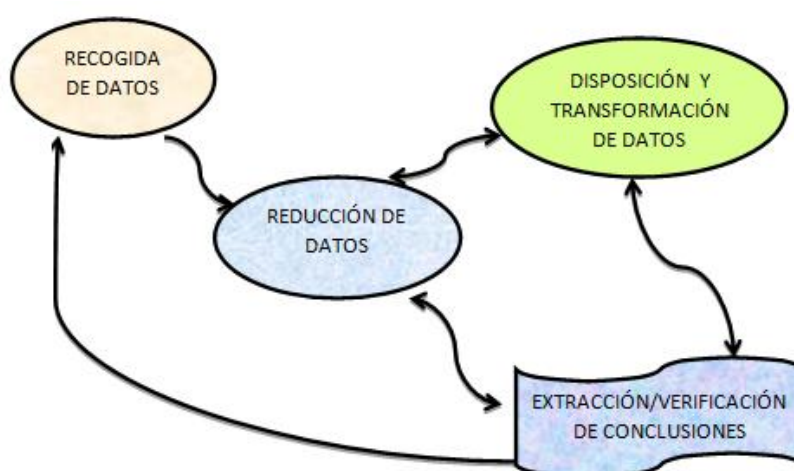 RECOGIDA
DE DATOS
DISPOSICIÓN Y
TRANSFORMACIÓN
DE DATOS
REDUCCIÓN DE
DATOS
EXTRACCIÓN/VERIFICACIÓN
DE CONCLUSIONES